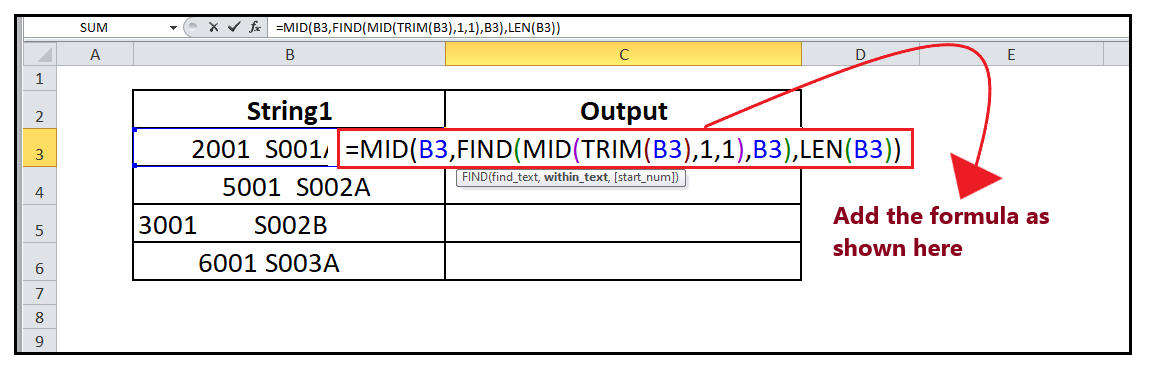 SUM =MID(B3,FIND(MID(TRIM(B3),1,1),B3),LEN(B3))
A B C D E
1
2 String1 Output
3 2001 S001A =MID(B3,FIND(MID(TRIM(B3),1,1),B3),LEN(B3))
FIND(find_text, within_text, [start_num])
4 5001 S002A
5 3001 S002B
Add the formula as
shown here
6 6001 S003A
7
8
9